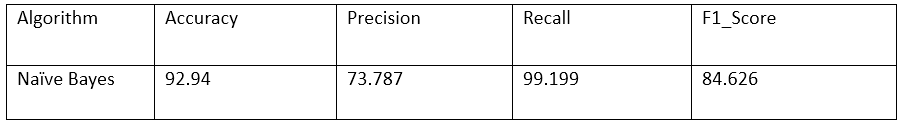 Algorithm Accuracy Precision Recall F1_Score
Naïve Bayes 92.94 73.787 99.199 84.626